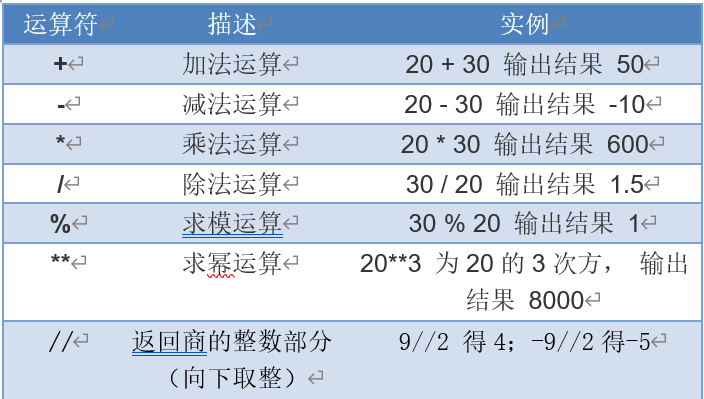 运算符 描述 实例
+ 加法运算 20 + 30 输出结果 50
- 减法运算 20 - 30 输出结果 -10
* 乘法运算 20 * 30 输出结果 600
/ 除法运算 30 / 20 输出结果 1.5
% 求模运算 30 % 20 输出结果 1
** 求幂运算 20**3 为20的3次方， 输出
结果 8000
// 返回商的整数部分 9//2 得4；-9//2得-5
（向下取整）